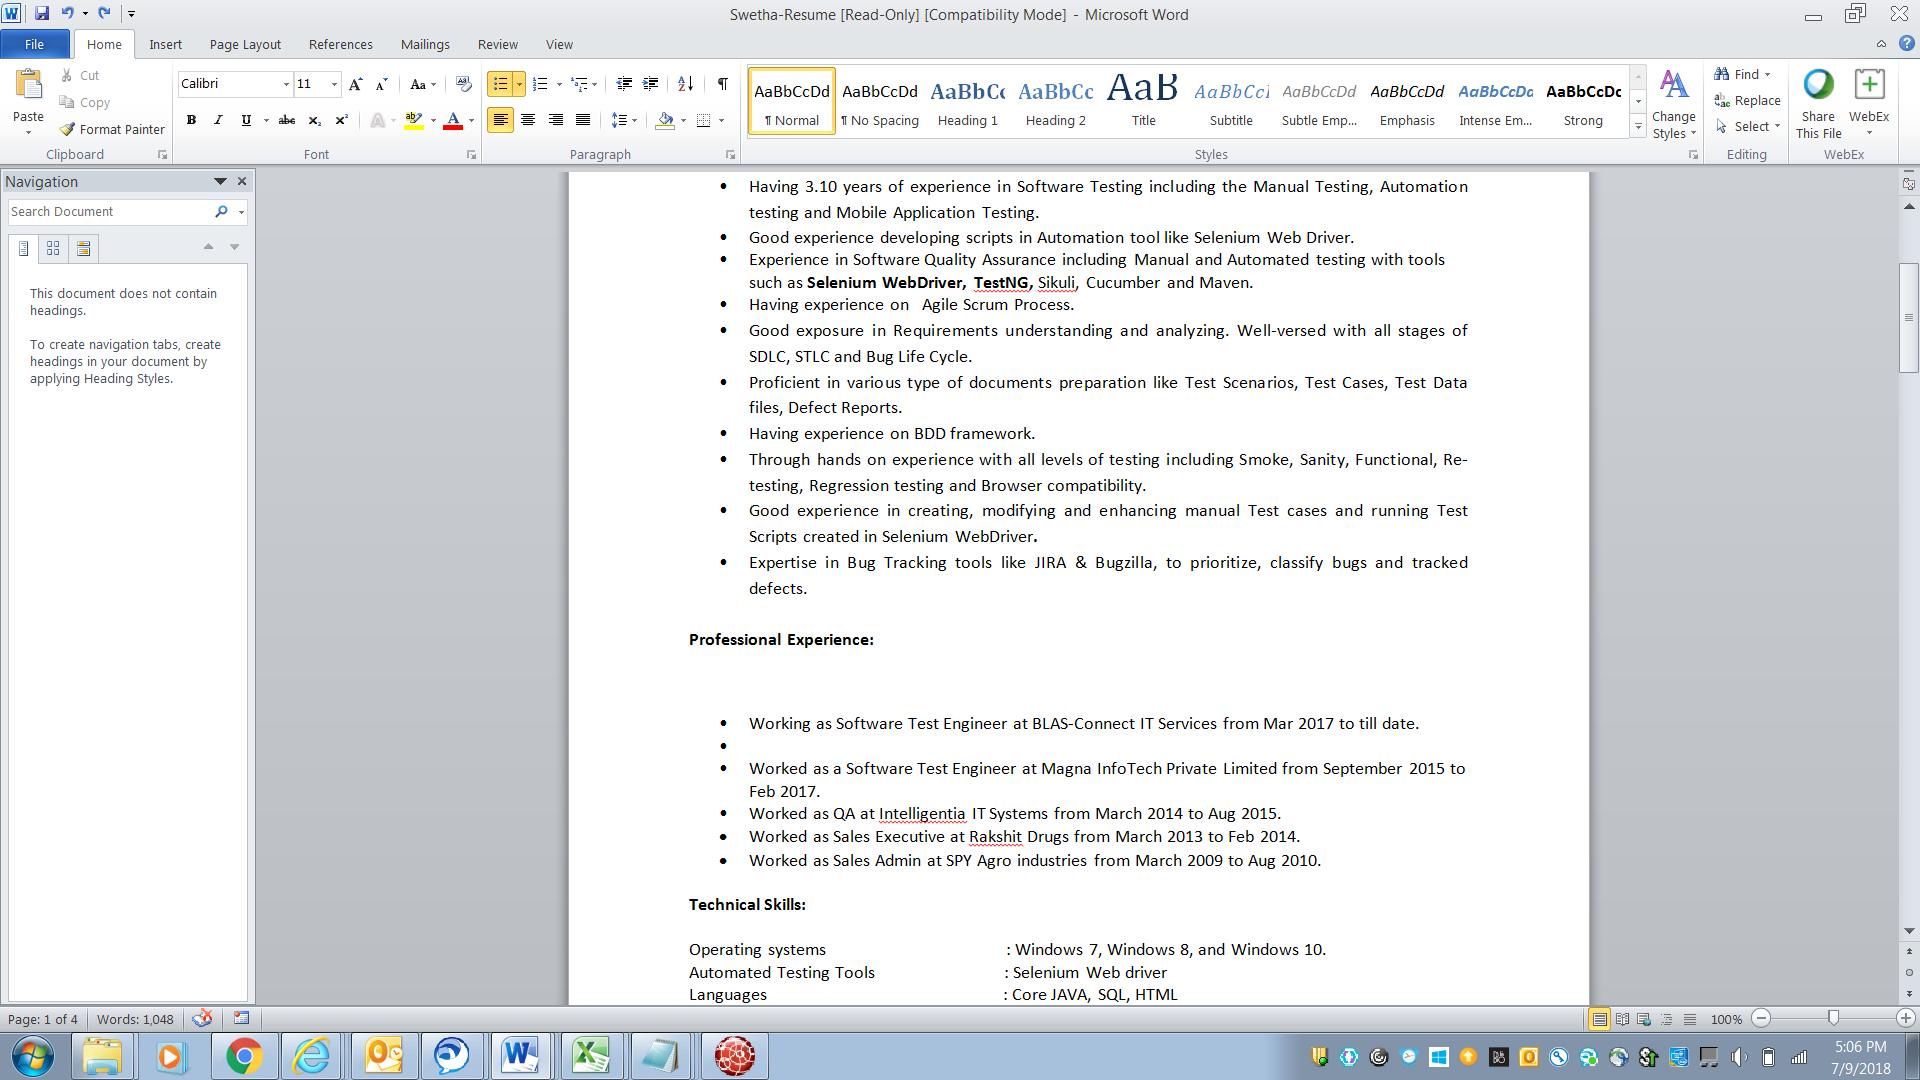 Swetha-Resume [Read-Only] [Compatibility Mode] - Microsoft Word
File Home Insert Page Layout References Mailings Review View
Cut
Copy
Format Painter
Paste
Clipboard
Calibri 11
Font
Paragraph
AaBbCcDd AaBbCcDd AaBbCc AaBbCc AaB AaBbCcI AaBbCcDd AaBbCcDd AaBbCcDd AaBbCcDc
¶ Normal ¶ No Spacing Heading 1 Heading 2 Title Subtitle Subtle Emp... Emphasis Intense Em... Strong
Styles
Change
Styles
Find
Replace
Select
Editing
Share
This File
WebEx
WebEx
Navigation
Search Document
This document does not contain
headings.
To create navigation tabs, create
headings in your document by
applying Heading Styles.
• Having 3.10 years of experience in Software Testing including the Manual Testing, Automation
testing and Mobile Application Testing.
• Good experience developing scripts in Automation tool like Selenium Web Driver.
• Experience in Software Quality Assurance including Manual and Automated testing with tools
such as Selenium WebDriver, TestNG, Sikuli, Cucumber and Maven.
• Having experience on Agile Scrum Process.
• Good exposure in Requirements understanding and analyzing. Well-versed with all stages of
SDLC, STLC and Bug Life Cycle.
• Proficient in various type of documents preparation like Test Scenarios, Test Cases, Test Data
files, Defect Reports.
• Having experience on BDD framework.
• Through hands on experience with all levels of testing including Smoke, Sanity, Functional, Re-
testing, Regression testing and Browser compatibility.
• Good experience in creating, modifying and enhancing manual Test cases and running Test
Scripts created in Selenium WebDriver.
• Expertise in Bug Tracking tools like JIRA & Bugzilla, to prioritize, classify bugs and tracked
defects.
Professional Experience:
• Working as Software Test Engineer at BLAS-Connect IT Services from Mar 2017 to till date.
•
• Worked as a Software Test Engineer at Magna InfoTech Private Limited from September 2015 to
Feb 2017.
• Worked as QA at Intelligentia IT Systems from March 2014 to Aug 2015.
• Worked as Sales Executive at Rakshit Drugs from March 2013 to Feb 2014.
• Worked as Sales Admin at SPY Agro industries from March 2009 to Aug 2010.
Technical Skills:
Operating systems : Windows 7, Windows 8, and Windows 10.
Automated Testing Tools : Selenium Web driver
Languages : Core JAVA, SQL, HTML
Page: 1 of 4 Words: 1,048 100%
5:06 PM
7/9/2018